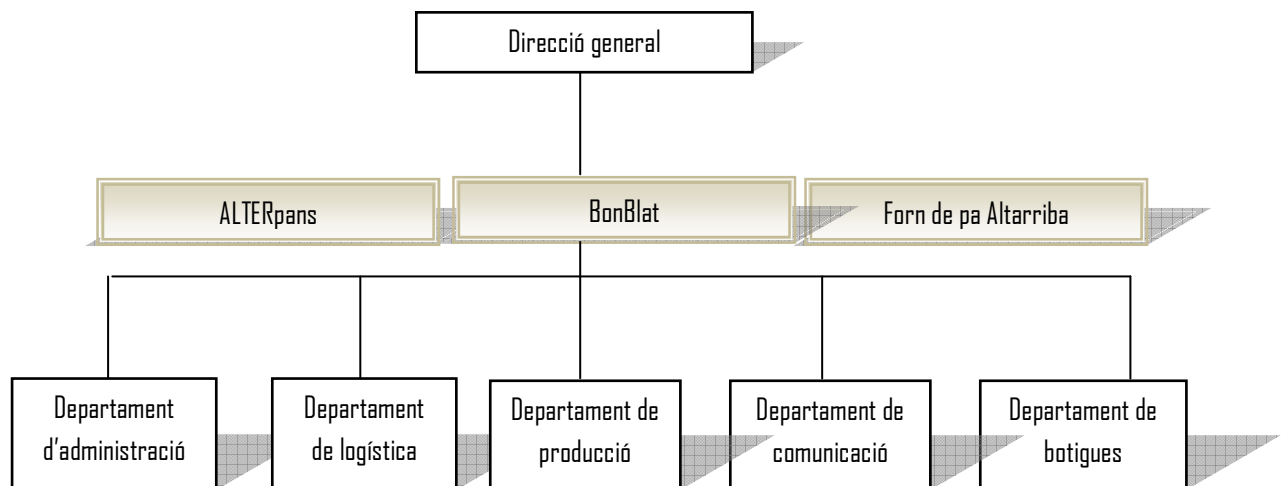 Direcció general
ALTERpans
BonBlat
Forn de pa Altarriba
Departament
d'administració
Departament
de logística
Departament de
producció
Departament de
comunicació
Departament de
botigues